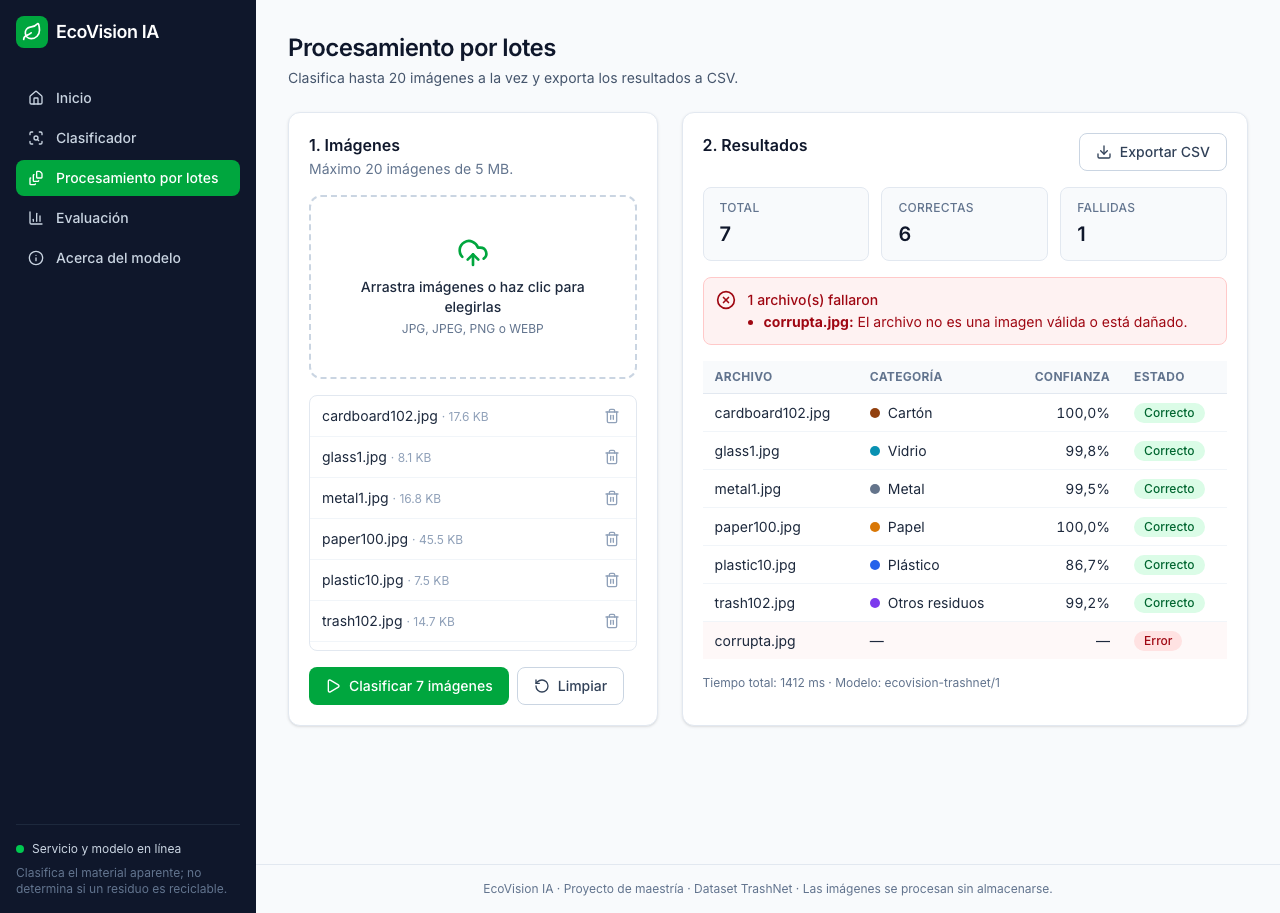 EcoVision IA
Inicio
Clasificador
Procesamiento por lotes
Evaluación
Acerca del modelo
Servicio y modelo en línea
Clasifica el material aparente; no
determina si un residuo es reciclable.
Procesamiento por lotes
Clasifica hasta 20 imágenes a la vez y exporta los resultados a CSV.
1. Imágenes
Máximo 20 imágenes de 5 MB.
Arrastra imágenes o haz clic para
elegirlas
JPG, JPEG, PNG o WEBP
cardboard102.jpg · 17.6 KB
glass1.jpg · 8.1 KB
metal1.jpg · 16.8 KB
paper100.jpg · 45.5 KB
plastic10.jpg · 7.5 KB
trash102.jpg · 14.7 KB
Clasificar 7 imágenes
Limpiar
2. Resultados
Exportar CSV
TOTAL
7
CORRECTAS
6
FALLIDAS
1
1 archivo(s) fallaron
• corrupta.jpg: El archivo no es una imagen válida o está dañado.
ARCHIVO CATEGORÍA CONFIANZA ESTADO
cardboard102.jpg Cartón 100,0% Correcto
glass1.jpg Vidrio 99,8% Correcto
metal1.jpg Metal 99,5% Correcto
paper100.jpg Papel 100,0% Correcto
plastic10.jpg Plástico 86,7% Correcto
trash102.jpg Otros residuos 99,2% Correcto
corrupta.jpg — — Error
Tiempo total: 1412 ms · Modelo: ecovision-trashnet/1
EcoVision IA · Proyecto de maestría · Dataset TrashNet · Las imágenes se procesan sin almacenarse.